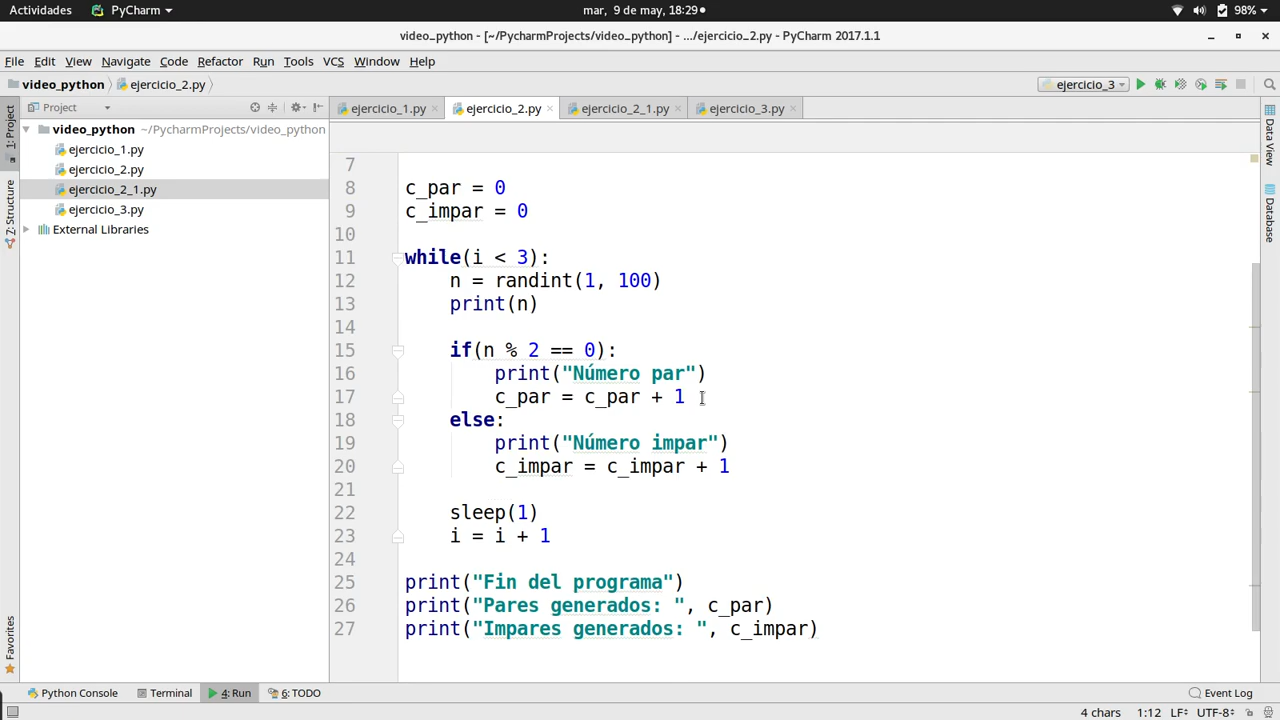 Actividades PyCharm mar, 9 de may, 18:29 98%
video_python - [~/PycharmProjects/video_python] - .../ejercicio_2.py - PyCharm 2017.1.1
File Edit View Navigate Code Refactor Run Tools VCS Window Help
video_python ejercicio_2.py ejercicio_3
Project ejercicio_1.py ejercicio_2.py ejercicio_2_1.py ejercicio_3.py
video_python ~/PycharmProjects/video_python
ejercicio_1.py
ejercicio_2.py
ejercicio_2_1.py
ejercicio_3.py
External Libraries
1: Project
7: Structure
Favorites
7
8 c_par = 0
9 c_impar = 0
10
11 while(i < 3):
12 n = randint(1, 100)
13 print(n)
14
15 if(n % 2 == 0):
16 print("Número par")
17 c_par = c_par + 1
18 else:
19 print("Número impar")
20 c_impar = c_impar + 1
21
22 sleep(1)
23 i = i + 1
24
25 print("Fin del programa")
26 print("Pares generados: ", c_par)
27 print("Impares generados: ", c_impar)
Data View
Database
Python Console Terminal 4: Run 6: TODO Event Log
4 chars 1:12 LF UTF-8